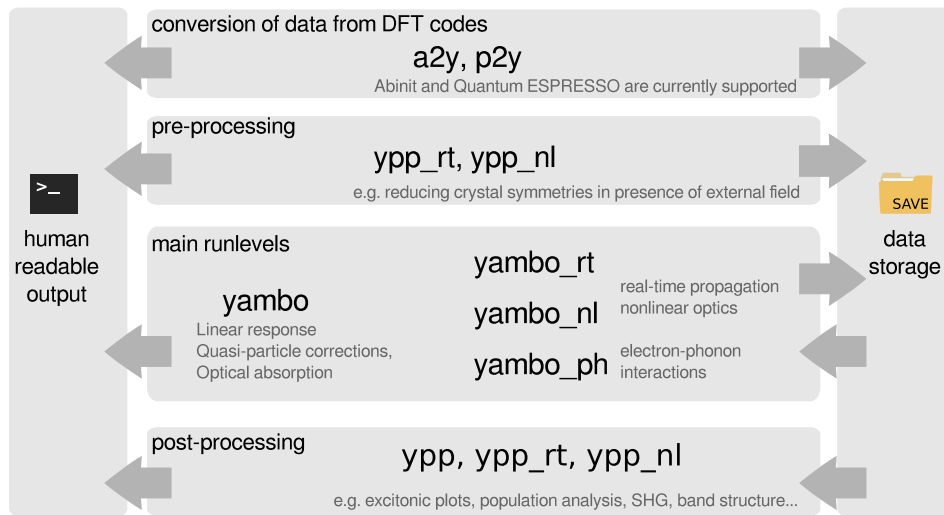 conversion of data from DFT codes
a2y, p2y
Abinit and Quantum ESPRESSO are currently supported
pre-processing
ypp_rt, ypp_nl
e.g. reducing crystal symmetries in presence of external field
>_
human
readable
output
SAVE
data
storage
main runlevels
yambo
Linear response
Quasi-particle corrections,
Optical absorption
yambo_rt
yambo_nl
real-time propagation
nonlinear optics
yambo_ph
electron-phonon
interactions
post-processing
ypp, ypp_rt, ypp_nl
e.g. excitonic plots, population analysis, SHG, band structure...